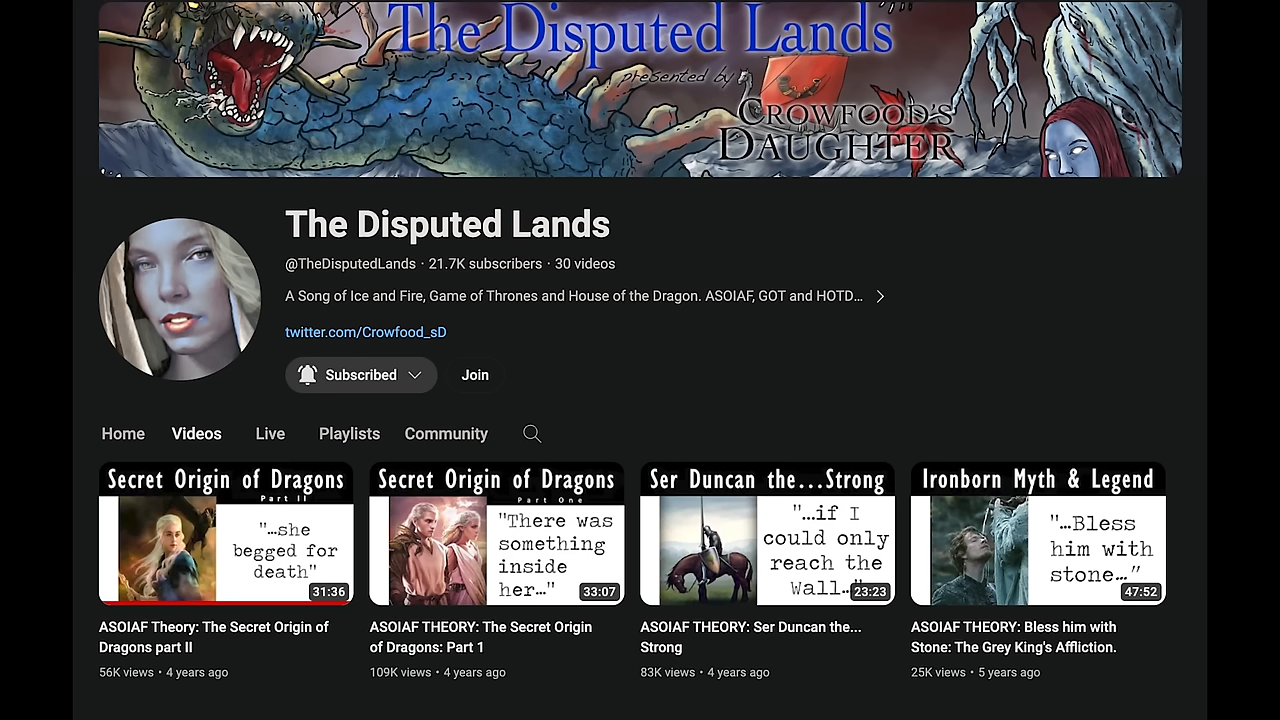 The Disputed Lands
presented by
CROWFOOD'S
DAUGHTER
The Disputed Lands
@TheDisputedLands · 21.7K subscribers · 30 videos
A Song of Ice and Fire, Game of Thrones and House of the Dragon. ASOIAF, GOT and HOTD...
twitter.com/Crowfood_sD
Subscribed
Join
Home
Videos
Live
Playlists
Community
Secret Origin of Dragons
Part II
"...she
begged for
death"
31:36
ASOIAF Theory: The Secret Origin of
Dragons part II
56K views • 4 years ago
Secret Origin of Dragons
Part One
"There was
something
inside
her..."
33:07
ASOIAF THEORY: The Secret Origin
of Dragons: Part 1
109K views • 4 years ago
Ser Duncan the...Strong
"...if I
could only
reach the
Wall..."
23:23
ASOIAF THEORY: Ser Duncan the...
Strong
83K views • 4 years ago
Ironborn Myth & Legend
"...Bless
him with
stone..."
47:52
ASOIAF THEORY: Bless him with
Stone: The Grey King's Affliction.
25K views • 5 years ago